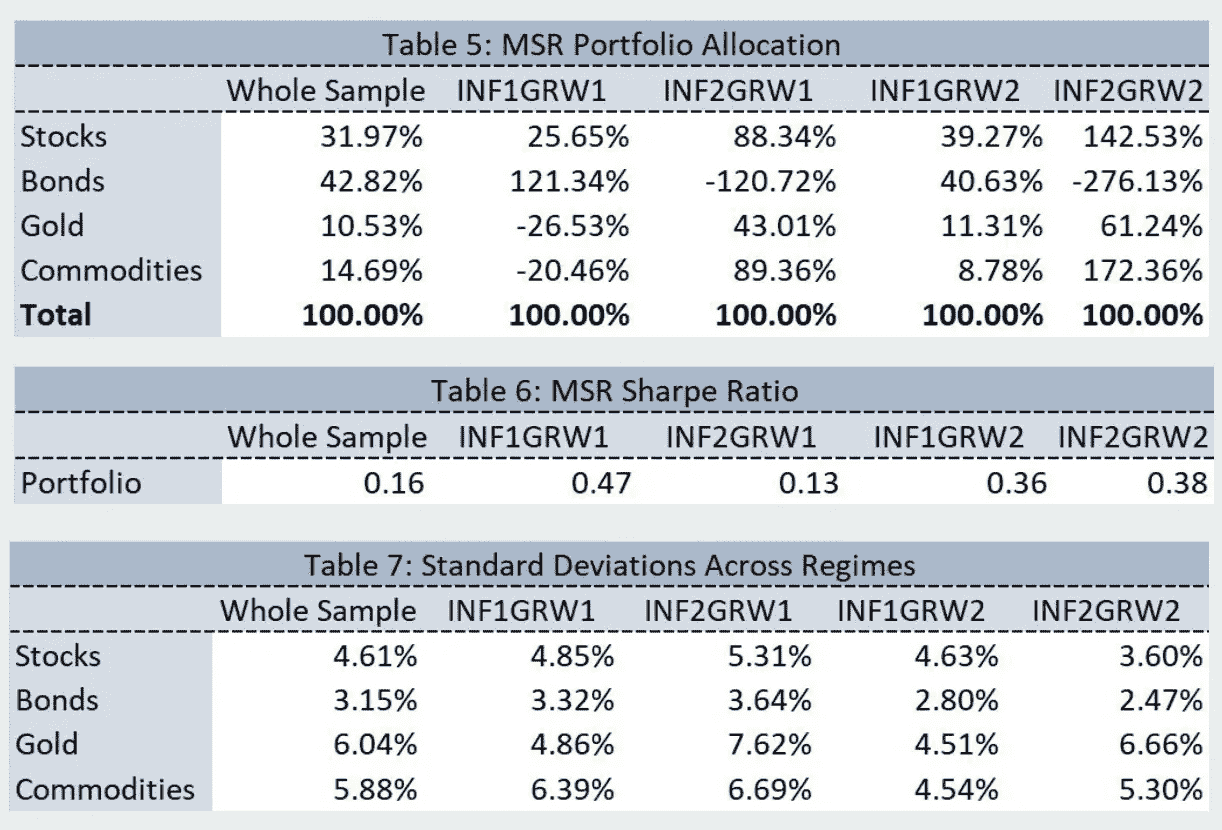 Table 5: MSR Portfolio Allocation
Whole Sample INF1GRW1 INF2GRW1 INF1GRW2 INF2GRW2
Stocks 31.97% 25.65% 88.34% 39.27% 142.53%
Bonds 42.82% 121.34% -120.72% 40.63% -276.13%
Gold 10.53% -26.53% 43.01% 11.31% 61.24%
Commodities 14.69% -20.46% 89.36% 8.78% 172.36%
Total 100.00% 100.00% 100.00% 100.00% 100.00%
Table 6: MSR Sharpe Ratio
Whole Sample INF1GRW1 INF2GRW1 INF1GRW2 INF2GRW2
Portfolio 0.16 0.47 0.13 0.36 0.38
Table 7: Standard Deviations Across Regimes
Whole Sample INF1GRW1 INF2GRW1 INF1GRW2 INF2GRW2
Stocks 4.61% 4.85% 5.31% 4.63% 3.60%
Bonds 3.15% 3.32% 3.64% 2.80% 2.47%
Gold 6.04% 4.86% 7.62% 4.51% 6.66%
Commodities 5.88% 6.39% 6.69% 4.54% 5.30%